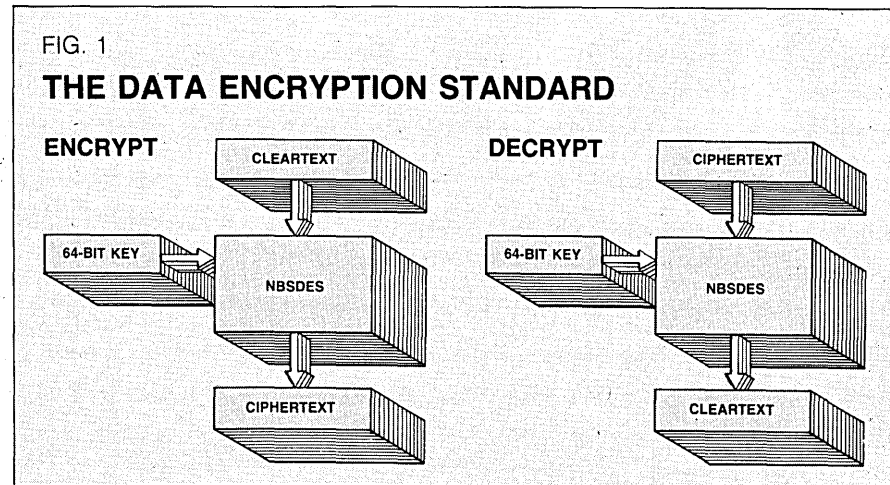 FIG. 1
THE DATA ENCRYPTION STANDARD
ENCRYPT
CLEARTEXT
64-BIT KEY
NBSDES
CIPHERTEXT
DECRYPT
CIPHERTEXT
64-BIT KEY
NBSDES
CLEARTEXT